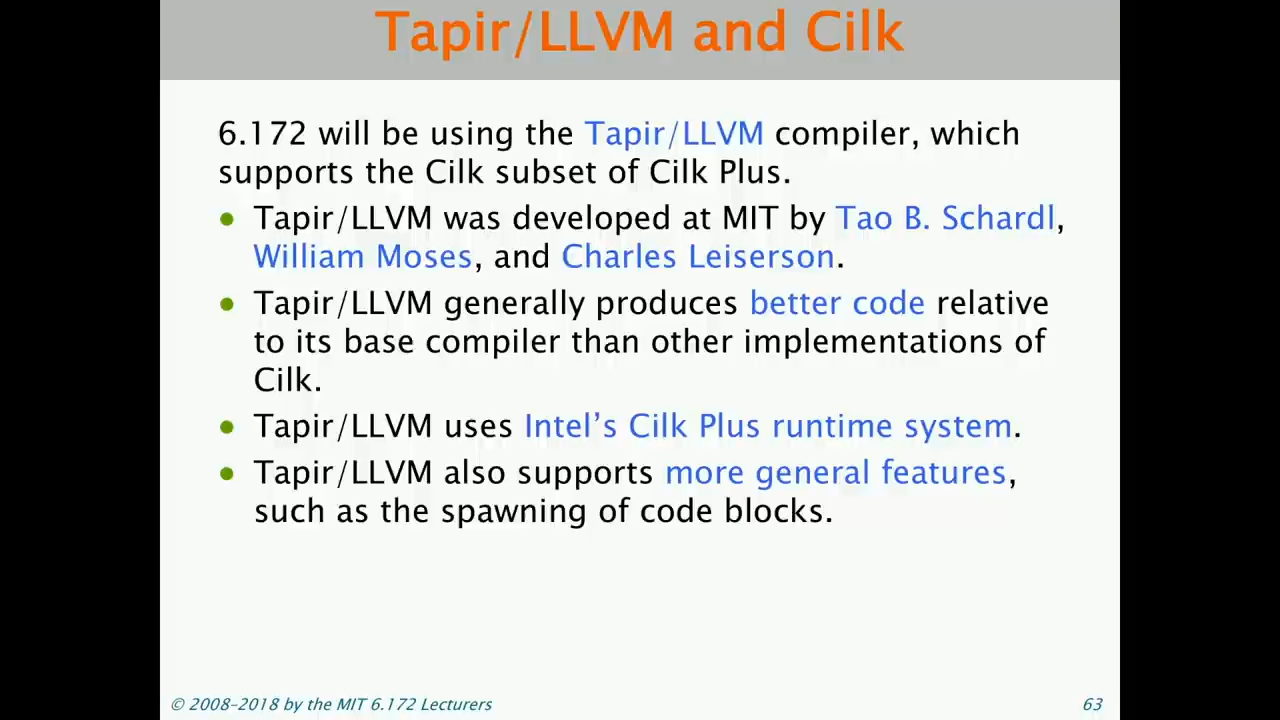 Tapir/LLVM and Cilk
6.172 will be using the Tapir/LLVM compiler, which
supports the Cilk subset of Cilk Plus.
● Tapir/LLVM was developed at MIT by Tao B. Schardl,
William Moses, and Charles Leiserson.
● Tapir/LLVM generally produces better code relative
to its base compiler than other implementations of
Cilk.
● Tapir/LLVM uses Intel’s Cilk Plus runtime system.
● Tapir/LLVM also supports more general features,
such as the spawning of code blocks.
© 2008–2018 by the MIT 6.172 Lecturers
63